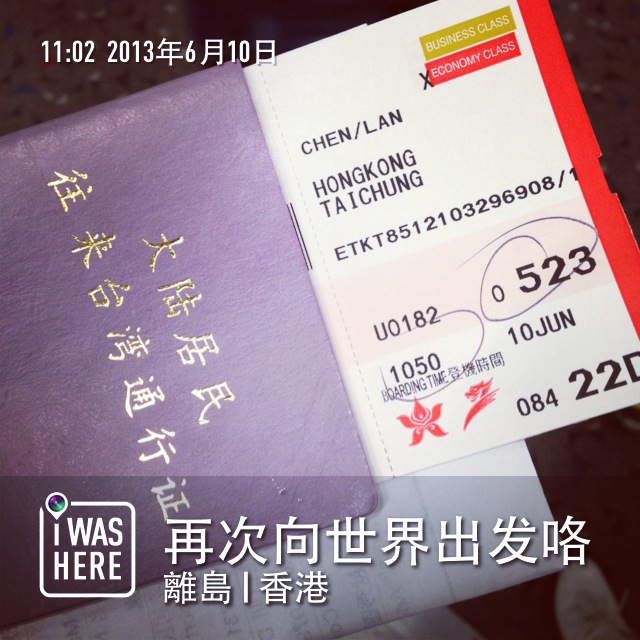 11:02 2013年6月10日
BUSINESS CLASS
X ECONOMY CLASS
CHEN/LAN
HONGKONG
TAICHUNG
ETKT8512103296908/1
UO182 0 523
1050 10JUN
BOARDING TIME 登機時間
084 22D
大陆居民
往来台湾通行证
i WAS
HERE
再次向世界出发咯
離島 | 香港